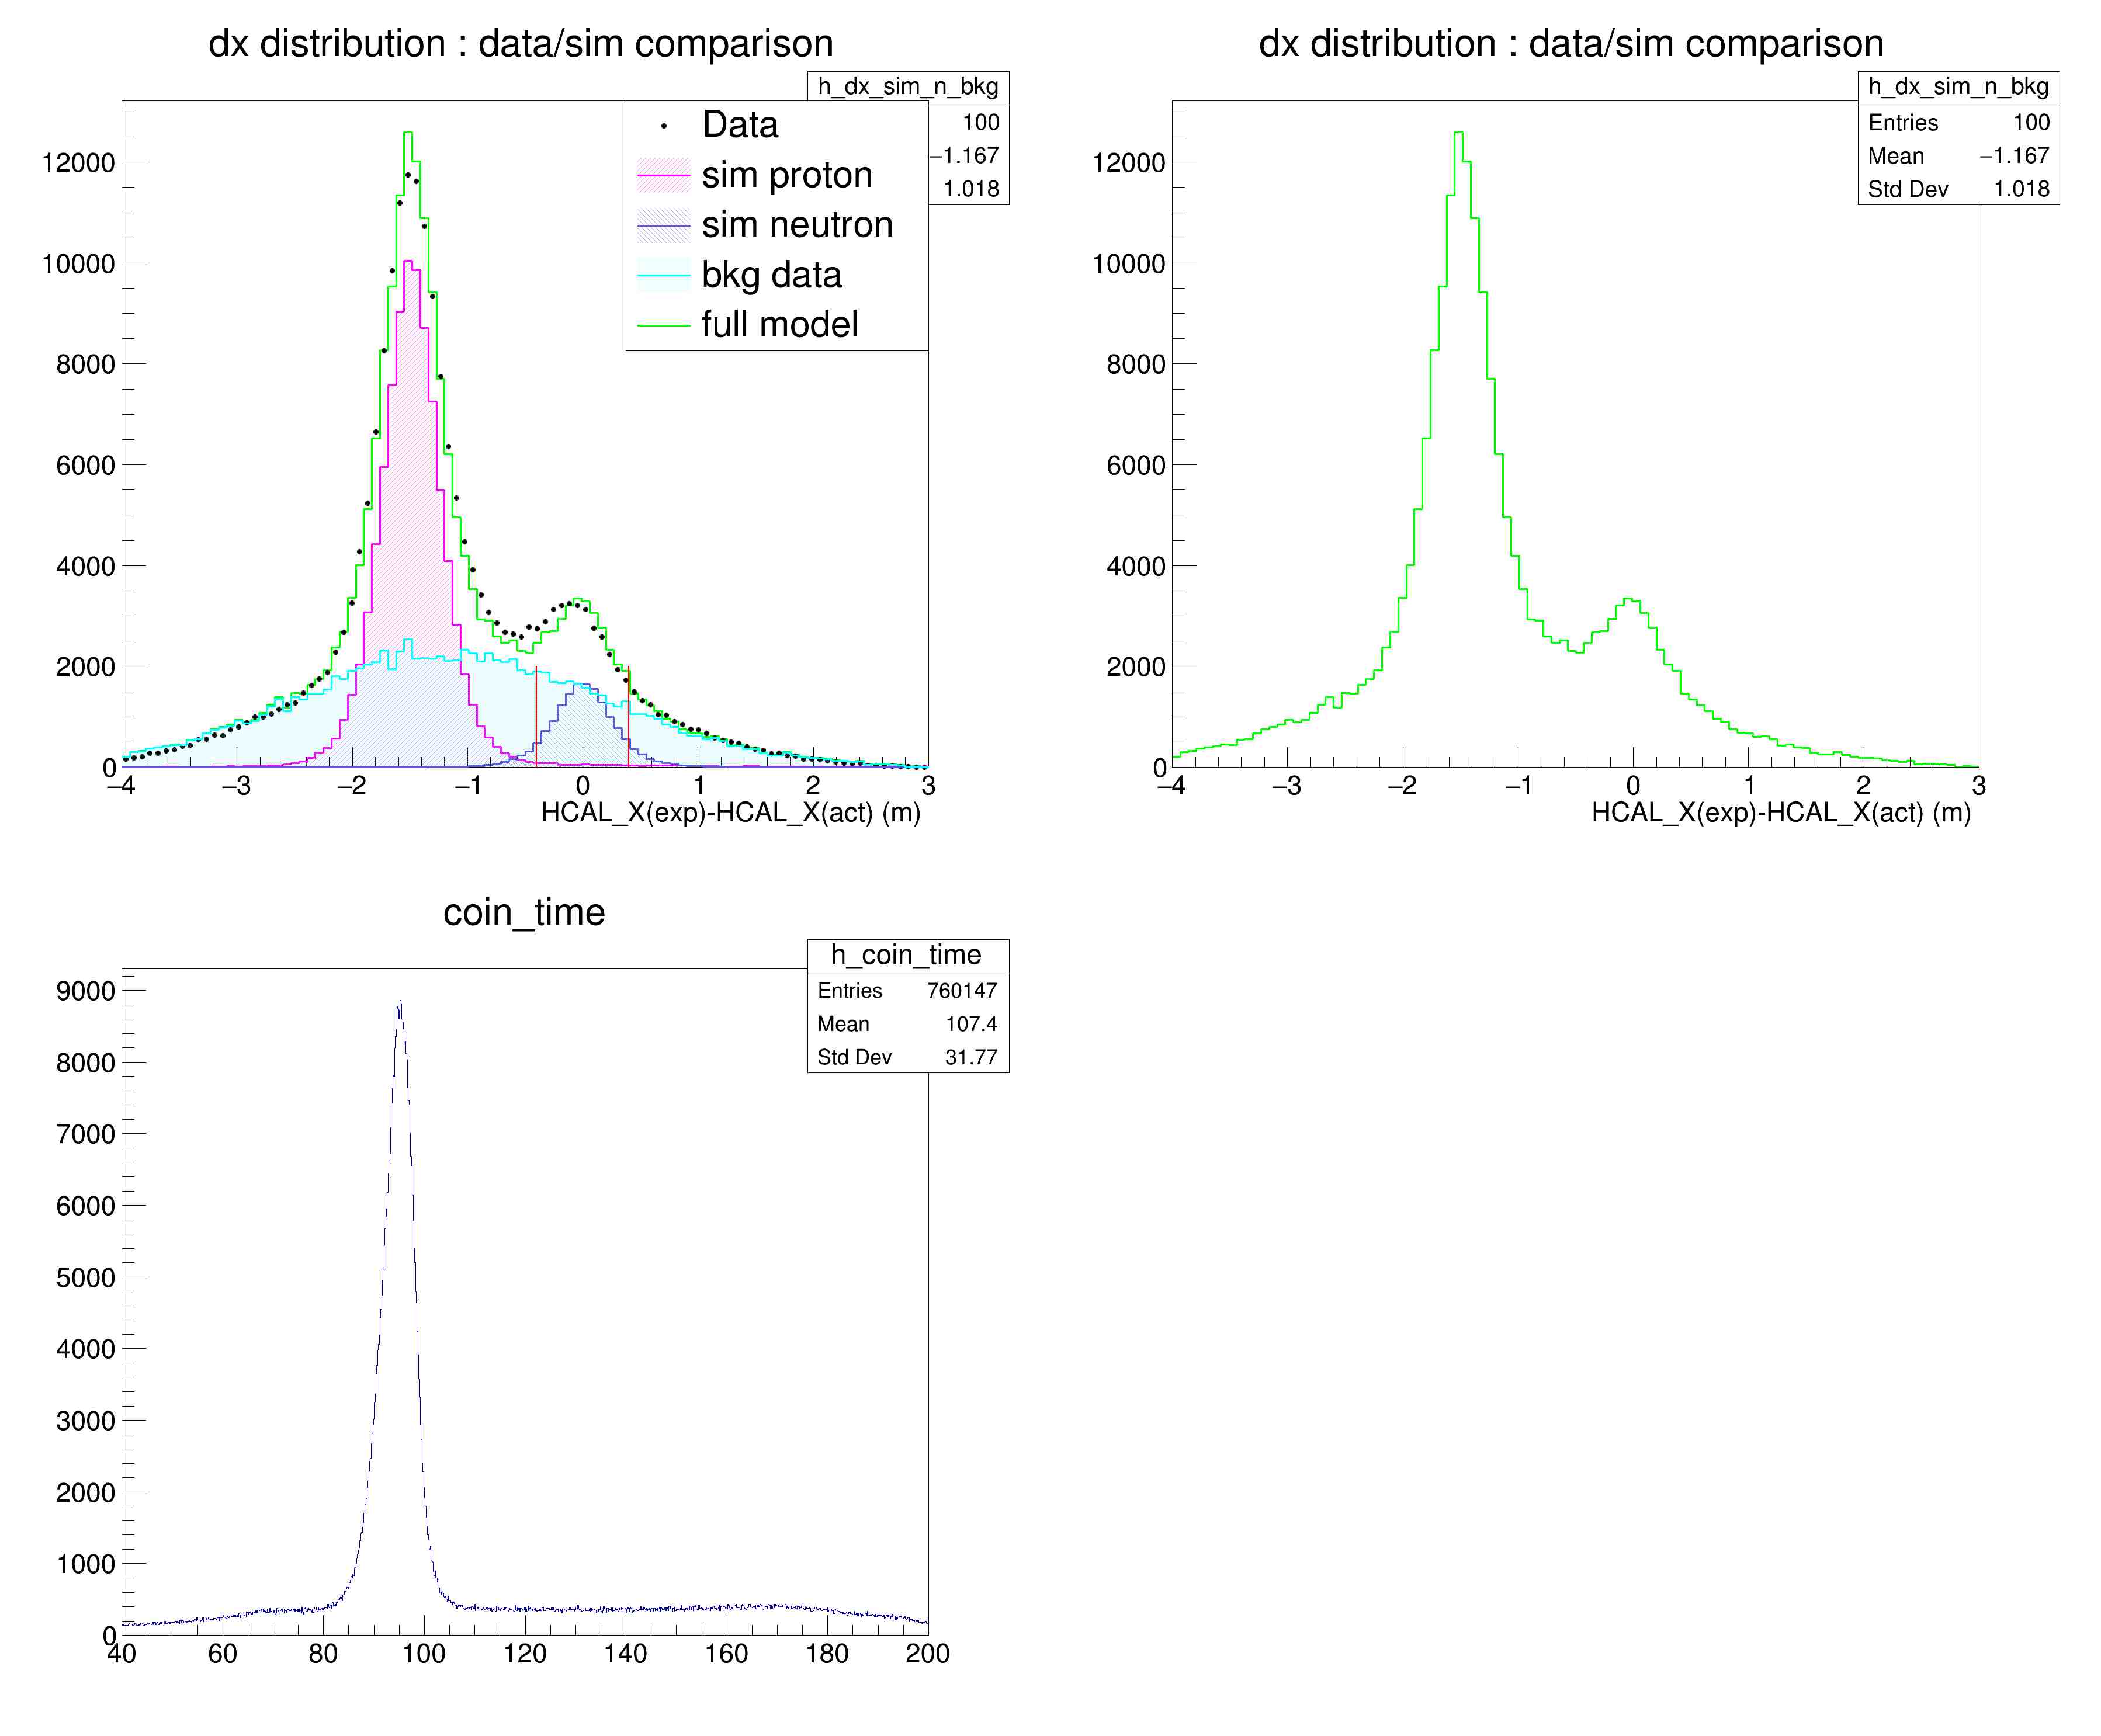 dx distribution : data/sim comparison
h_dx_sim_n_bkg
100
−1.167
1.018
Data
sim proton
sim neutron
bkg data
full model
12000
10000
8000
6000
4000
2000
0
−4 −3 −2 −1 0 1 2 3
HCAL_X(exp)-HCAL_X(act) (m)
dx distribution : data/sim comparison
h_dx_sim_n_bkg
Entries 100
Mean −1.167
Std Dev 1.018
12000
10000
8000
6000
4000
2000
0
−4 −3 −2 −1 0 1 2 3
HCAL_X(exp)-HCAL_X(act) (m)
coin_time
h_coin_time
Entries 760147
Mean 107.4
Std Dev 31.77
9000
8000
7000
6000
5000
4000
3000
2000
1000
0
40 60 80 100 120 140 160 180 200